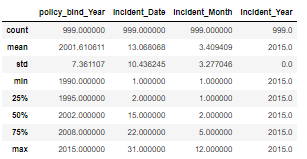 policy_bind_Year Incident_Date Incident_Month Incident_Year
count 999.000000 999.000000 999.000000 999.0
mean 2001.610611 13.068068 3.409409 2015.0
std 7.361107 10.436245 3.277046 0.0
min 1990.000000 1.000000 1.000000 2015.0
25% 1995.000000 2.000000 1.000000 2015.0
50% 2002.000000 15.000000 2.000000 2015.0
75% 2008.000000 22.000000 5.000000 2015.0
max 2015.000000 31.000000 12.000000 2015.0